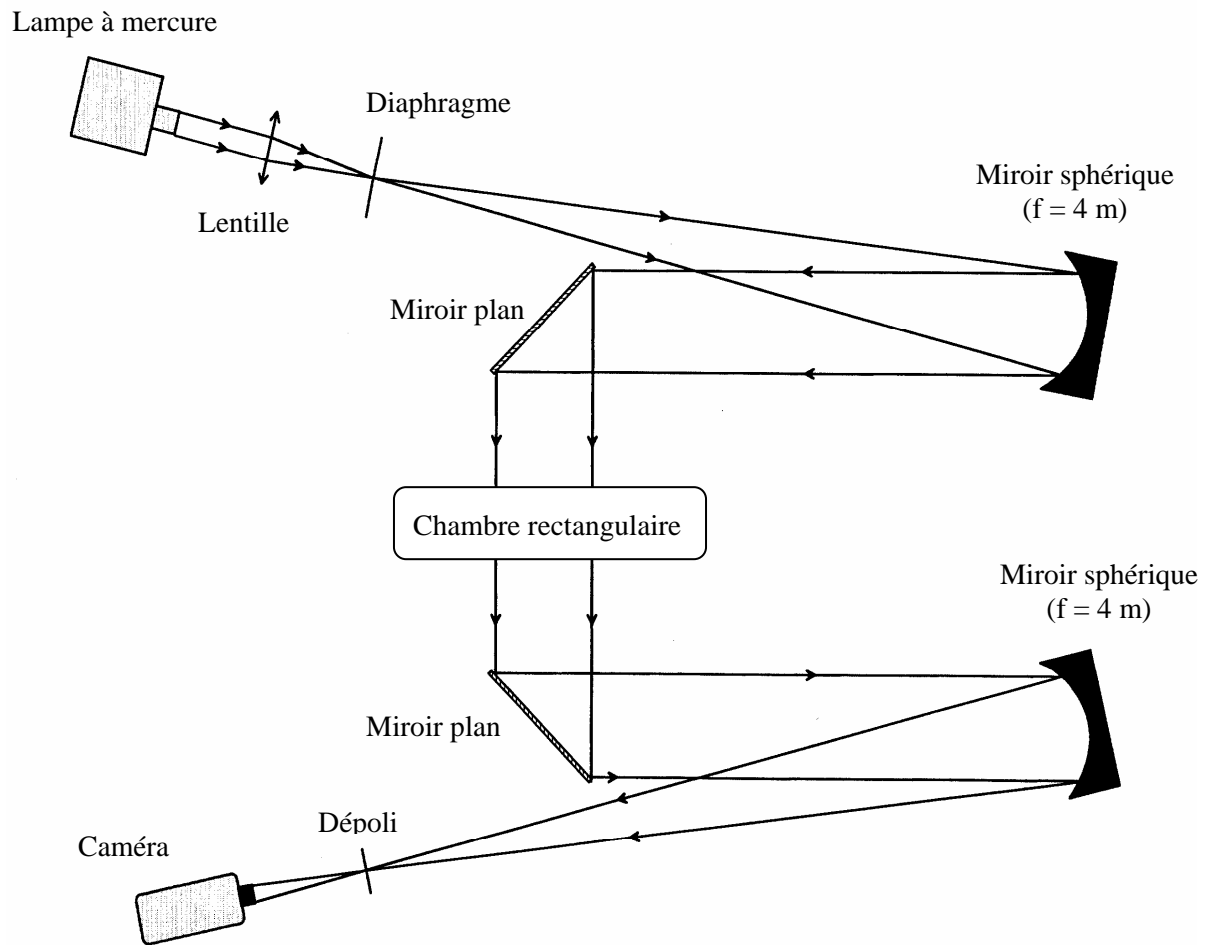 Lampe à mercure
Diaphragme
Lentille
Miroir sphérique
(f = 4 m)
Miroir plan
Chambre rectangulaire
Miroir sphérique
(f = 4 m)
Miroir plan
Dépoli
Caméra